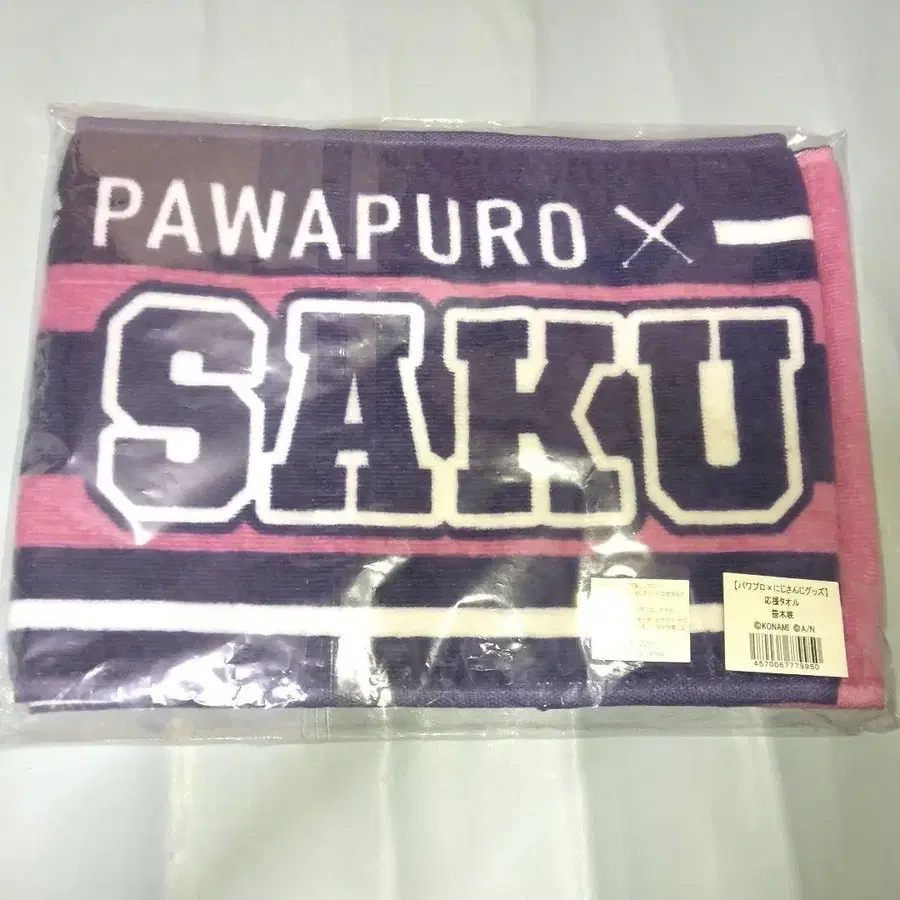 PAWAPURO ×
SAKU
【パワプロ×にじさんじグッズ】
応援タオル
笹木咲
©KONAMI ©A/N
4570067779950